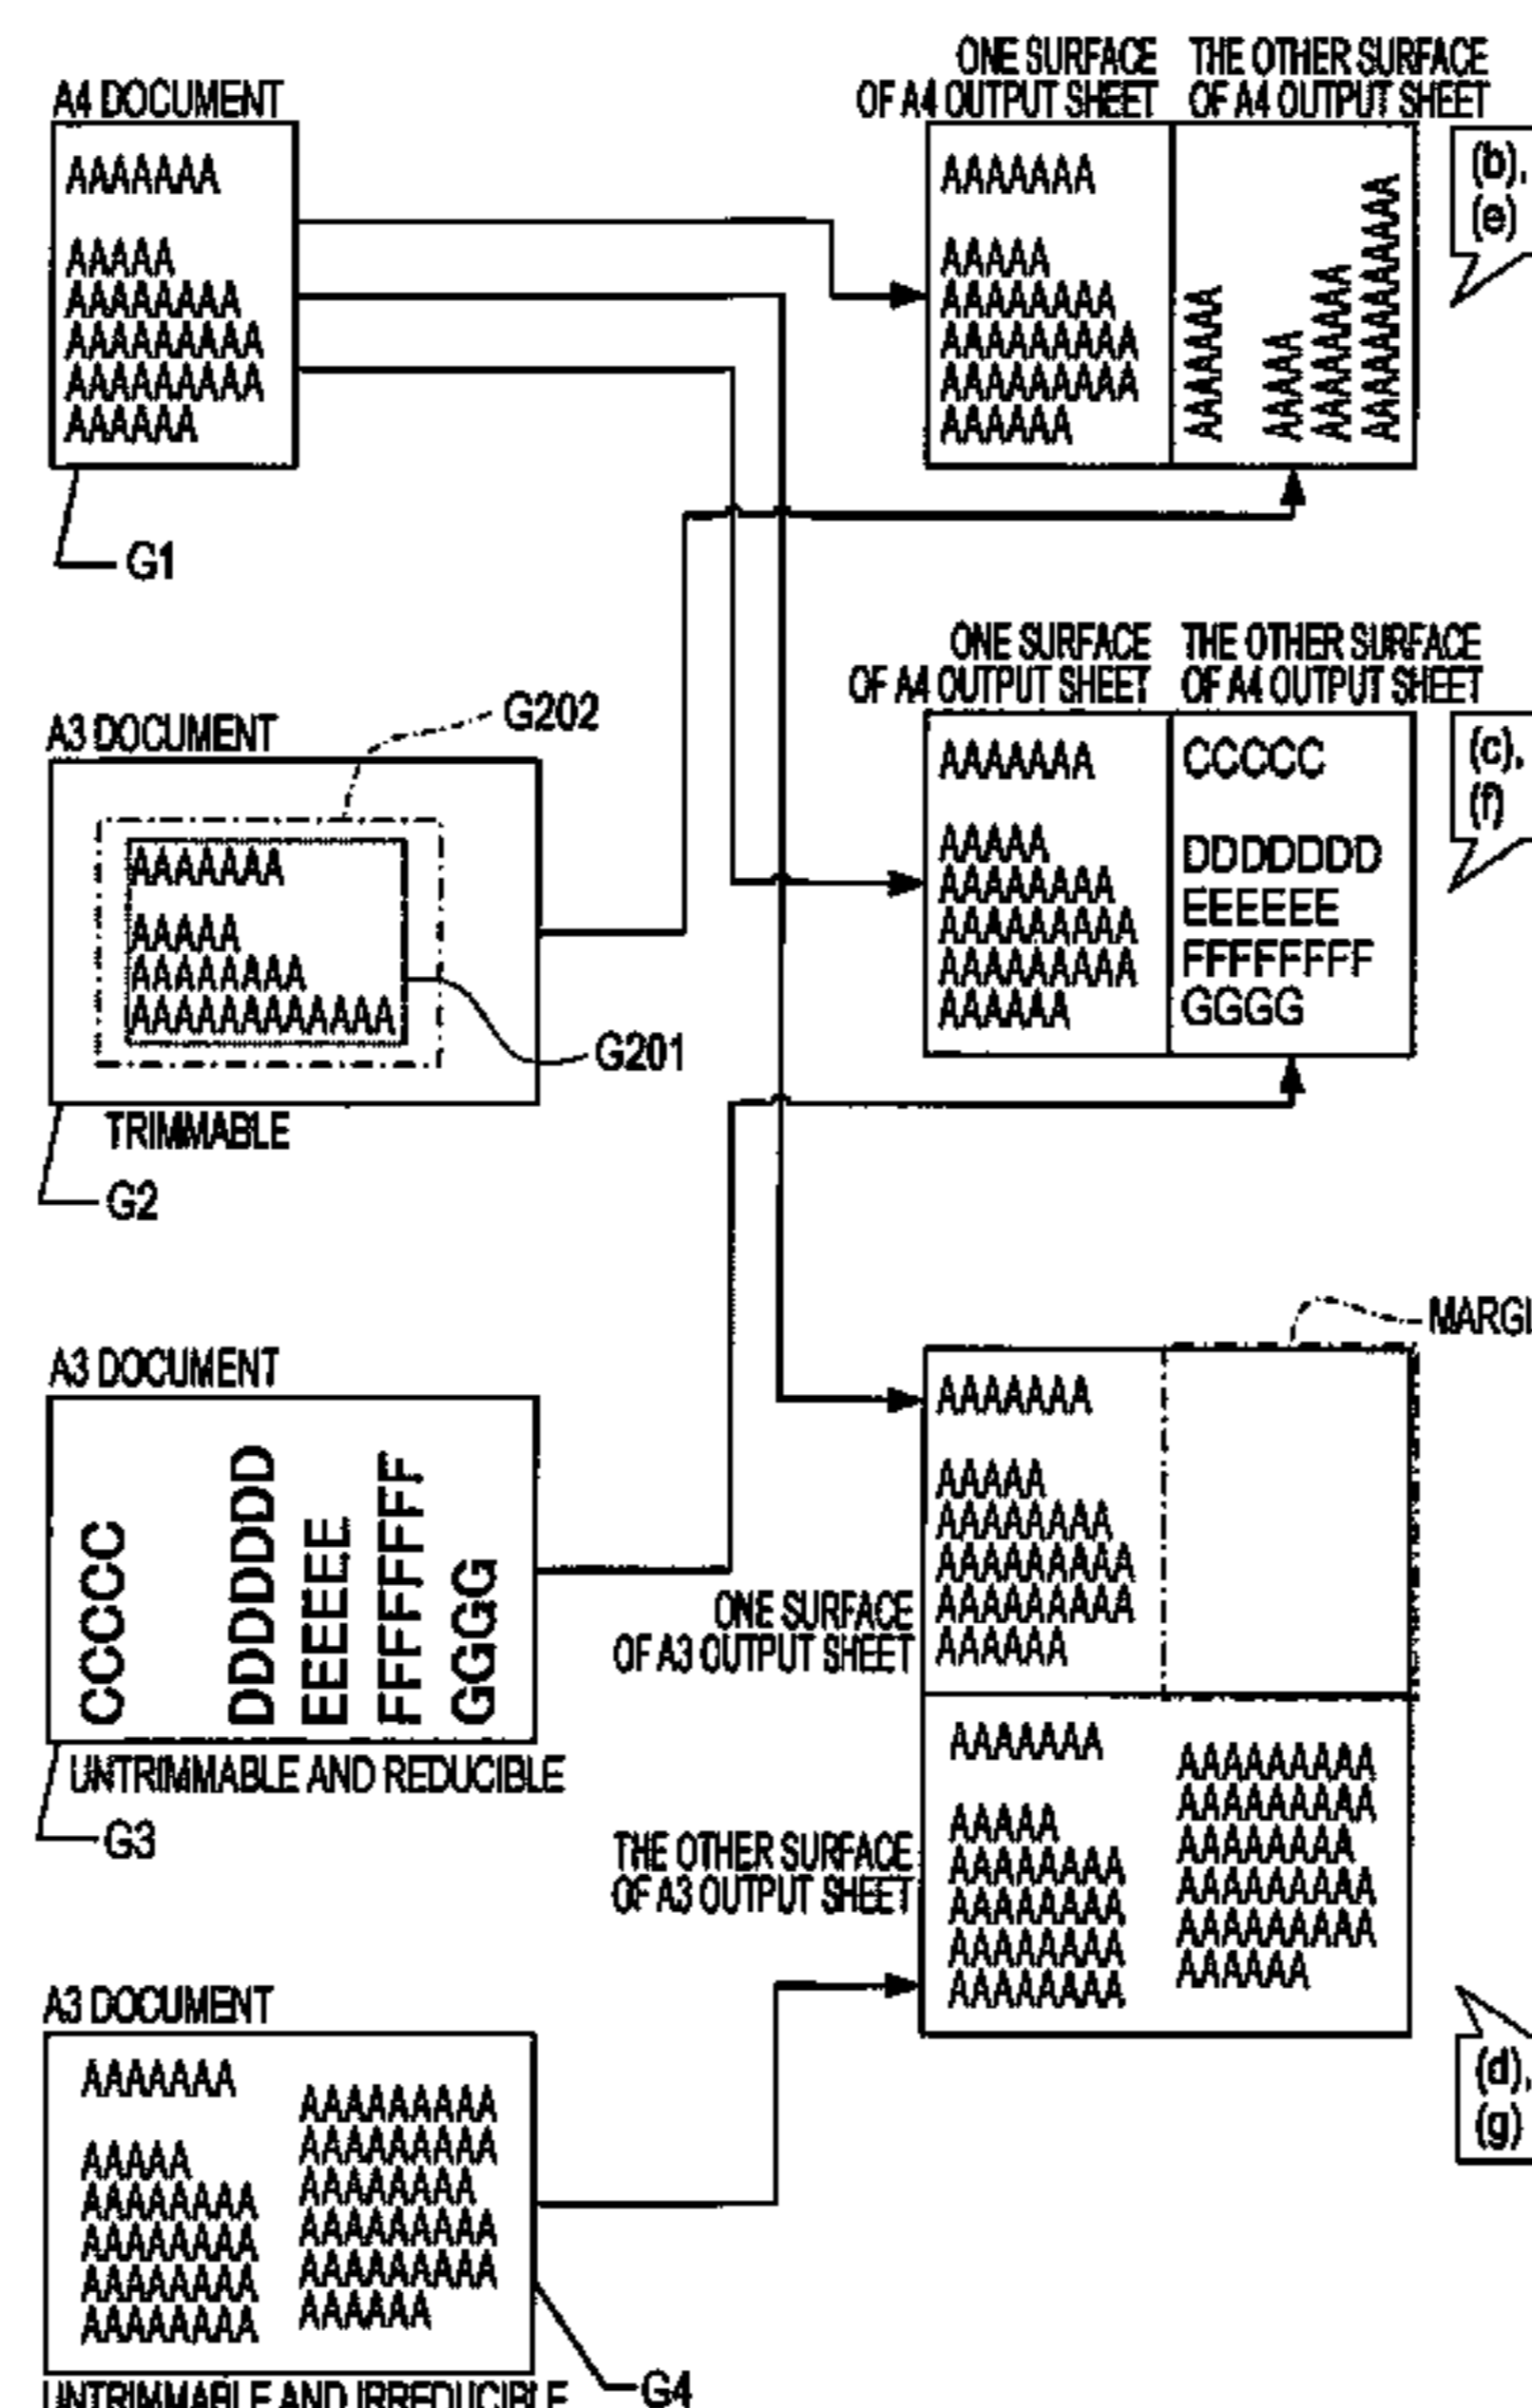 A4 DOCUMENT
AAAAAAA
AAAAA
AAAAAAAA
AAAAAAAAA
AAAAAAAAA
AAAAAA
G1
ONE SURFACE
OF A4 OUTPUT SHEET
THE OTHER SURFACE
OF A4 OUTPUT SHEET
AAAAAAA
AAAAA
AAAAAAAA
AAAAAAAAA
AAAAAAAAA
AAAAAA
AAAAAAA
AAAAA
AAAAAAAA
AAAAAAAAAAAA
(b),
(e)
A3 DOCUMENT
G202
AAAAAAA
AAAAA
AAAAAAAA
AAAAAAAAAAAA
G201
TRIMMABLE
G2
ONE SURFACE
OF A4 OUTPUT SHEET
THE OTHER SURFACE
OF A4 OUTPUT SHEET
AAAAAAA
AAAAA
AAAAAAAA
AAAAAAAAA
AAAAAAAAA
AAAAAA
CCCCC
DDDDDDD
EEEEEE
FFFFFFFF
GGGG
(c),
(f)
A3 DOCUMENT
CCCCC
DDDDDDD
EEEEEE
FFFFFFFF
GGGG
UNTRIMMABLE AND REDUCIBLE
G3
MARGI
AAAAAAA
AAAAA
AAAAAAAA
AAAAAAAAA
AAAAAAAAA
AAAAAA
ONE SURFACE
OF A3 OUTPUT SHEET
THE OTHER SURFACE
OF A3 OUTPUT SHEET
AAAAAAA
AAAAA
AAAAAAAA
AAAAAAAA
AAAAAAAA
AAAAAAAA
AAAAAAAAA
AAAAAAAAA
AAAAAAAA
AAAAAAAAA
AAAAAAAAA
AAAAAA
(d),
(g)
A3 DOCUMENT
AAAAAAA
AAAAA
AAAAAAAA
AAAAAAAA
AAAAAAAA
AAAAAAAA
AAAAAAAAA
AAAAAAAAA
AAAAAAAA
AAAAAAAAA
AAAAAAAAA
AAAAAA
G4
UNTRIMMABLE AND IRREDUCIBLE